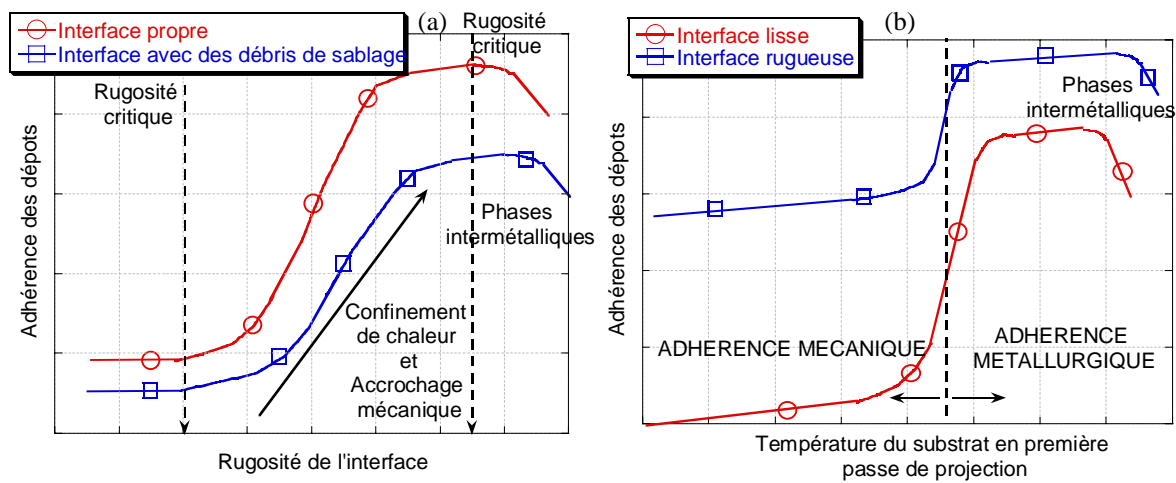 Interface propre
Interface avec des débris de sablage
(a)
Rugosité
critique
Rugosité
critique
Phases
intermétalliques
Confinement
de chaleur
et
Accrochage
mécanique
Adhérence des dépots
Rugosité de l'interface
Interface lisse
Interface rugueuse
(b)
Phases
intermétalliques
ADHERENCE MECANIQUE
ADHERENCE
METALLURGIQUE
Adhérence des dépots
Température du substrat en première
passe de projection